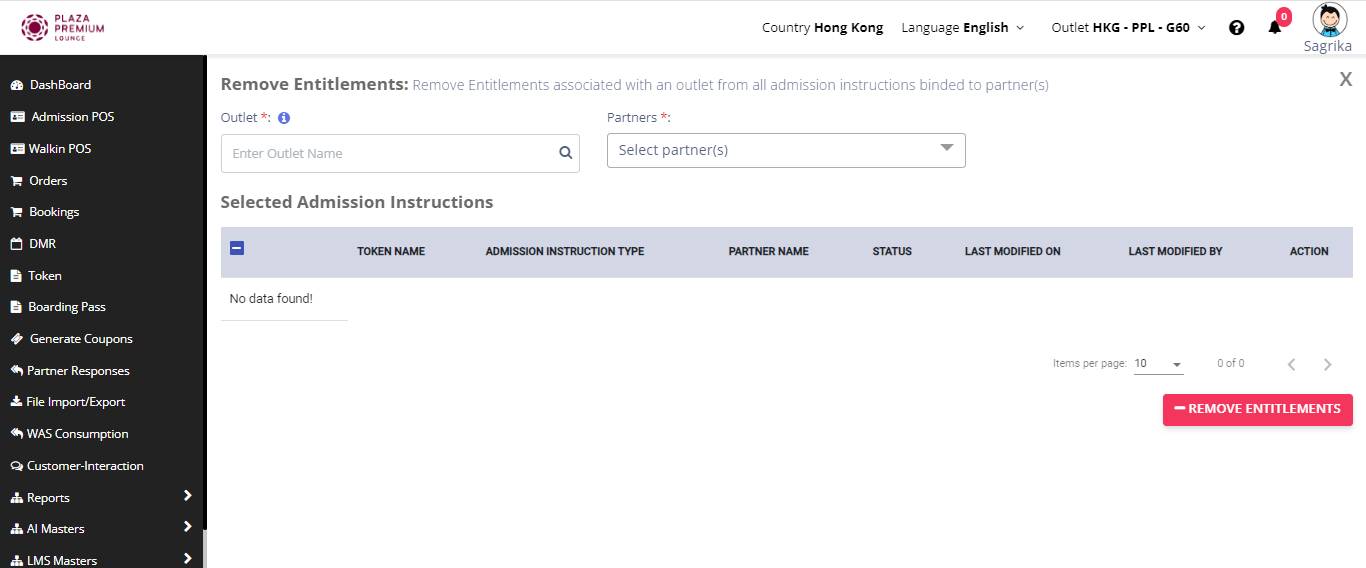 PLAZA
PREMIUM
LOUNGE
Country Hong Kong Language English Outlet HKG - PPL - G60 ? 0
Sagrika
DashBoard
Admission POS
Walkin POS
Orders
Bookings
DMR
Token
Boarding Pass
Generate Coupons
Partner Responses
File Import/Export
WAS Consumption
Customer-Interaction
Reports
AI Masters
LMS Masters
Remove Entitlements: Remove Entitlements associated with an outlet from all admission instructions binded to partner(s) X
Outlet *: i Partners *:
Enter Outlet Name Select partner(s)
Selected Admission Instructions
TOKEN NAME ADMISSION INSTRUCTION TYPE PARTNER NAME STATUS LAST MODIFIED ON LAST MODIFIED BY ACTION
No data found!
Items per page: 10 0 of 0
REMOVE ENTITLEMENTS